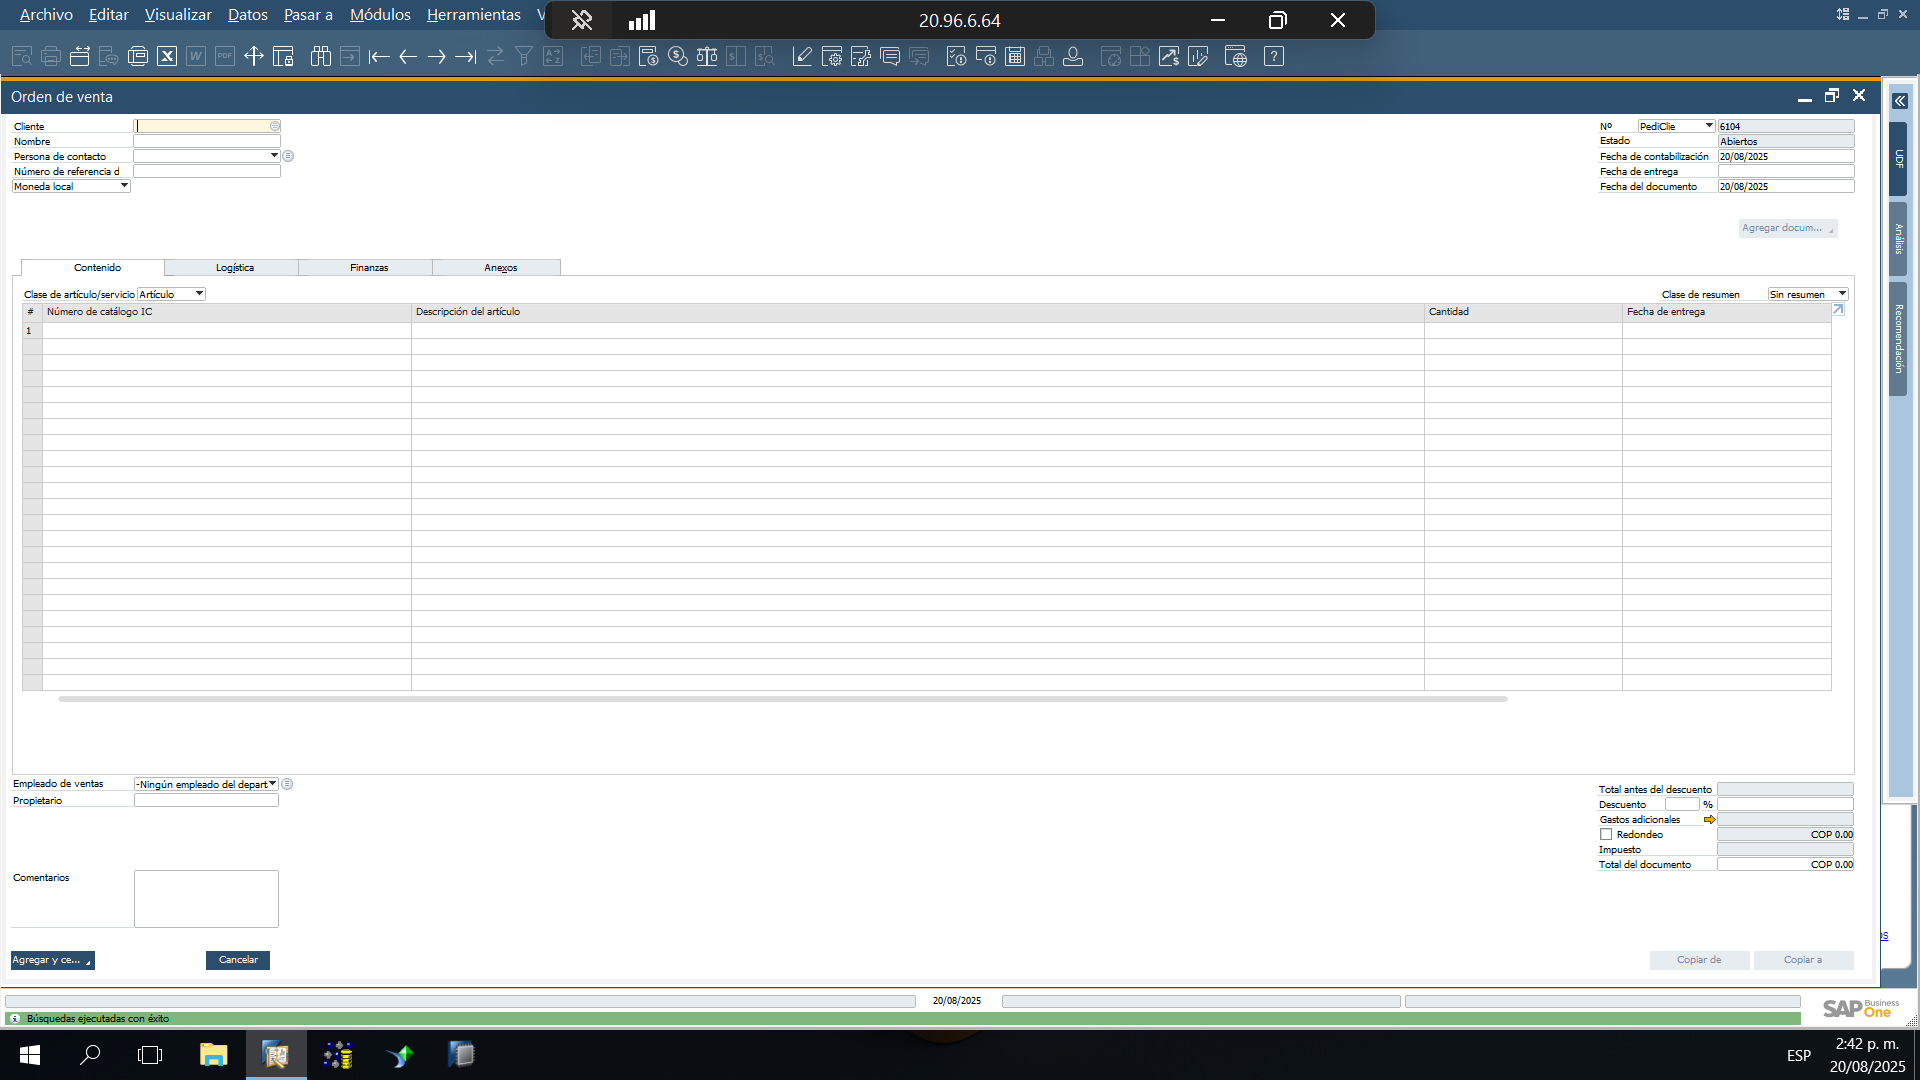 Archivo Editar Visualizar Datos Pasar a Módulos Herramientas V
20.96.6.64
Orden de venta
Cliente
Nombre
Persona de contacto
Número de referencia d
Moneda local
Nº PediClie 6104
Estado Abiertos
Fecha de contabilización 20/08/2025
Fecha de entrega
Fecha del documento 20/08/2025
Agregar docum...
UDF
Análisis
Recomendación
Contenido Logística Finanzas Anexos
Clase de artículo/servicio Artículo
Clase de resumen Sin resumen
# Número de catálogo IC Descripción del artículo Cantidad Fecha de entrega
1
Empleado de ventas -Ningún empleado del depart
Propietario
Comentarios
Total antes del descuento
Descuento %
Gastos adicionales
Redondeo COP 0.00
Impuesto
Total del documento COP 0.00
Agregar y ce... Cancelar
Copiar de Copiar a
os
20/08/2025
Búsquedas ejecutadas con éxito
SAP Business One
ESP
2:42 p. m.
20/08/2025